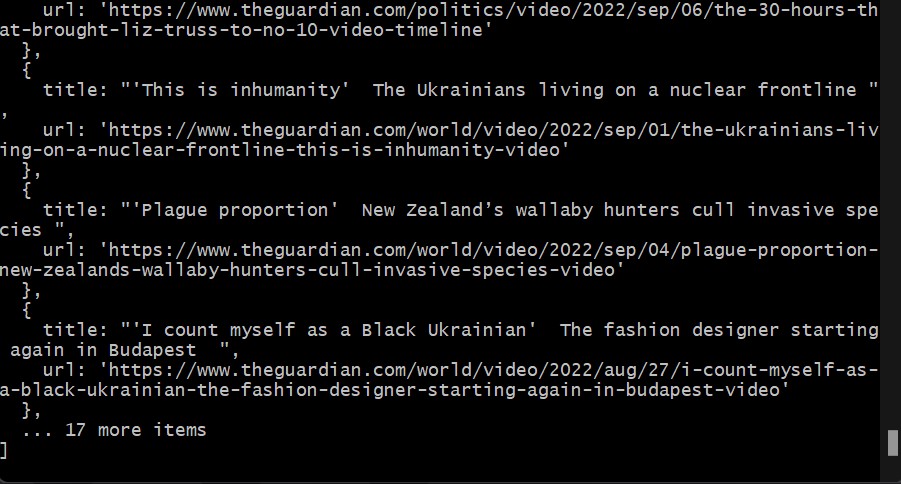 url: 'https://www.theguardian.com/politics/video/2022/sep/06/the-30-hours-th
at-brought-liz-truss-to-no-10-video-timeline'
},
{
title: "'This is inhumanity'  The Ukrainians living on a nuclear frontline "
,
url: 'https://www.theguardian.com/world/video/2022/sep/01/the-ukrainians-liv
ing-on-a-nuclear-frontline-this-is-inhumanity-video'
},
{
title: "'Plague proportion'  New Zealand’s wallaby hunters cull invasive spe
cies ",
url: 'https://www.theguardian.com/world/video/2022/sep/04/plague-proportion-
new-zealands-wallaby-hunters-cull-invasive-species-video'
},
{
title: "'I count myself as a Black Ukrainian'  The fashion designer starting
again in Budapest  ",
url: 'https://www.theguardian.com/world/video/2022/aug/27/i-count-myself-as-
a-black-ukrainian-the-fashion-designer-starting-again-in-budapest-video'
},
... 17 more items
]